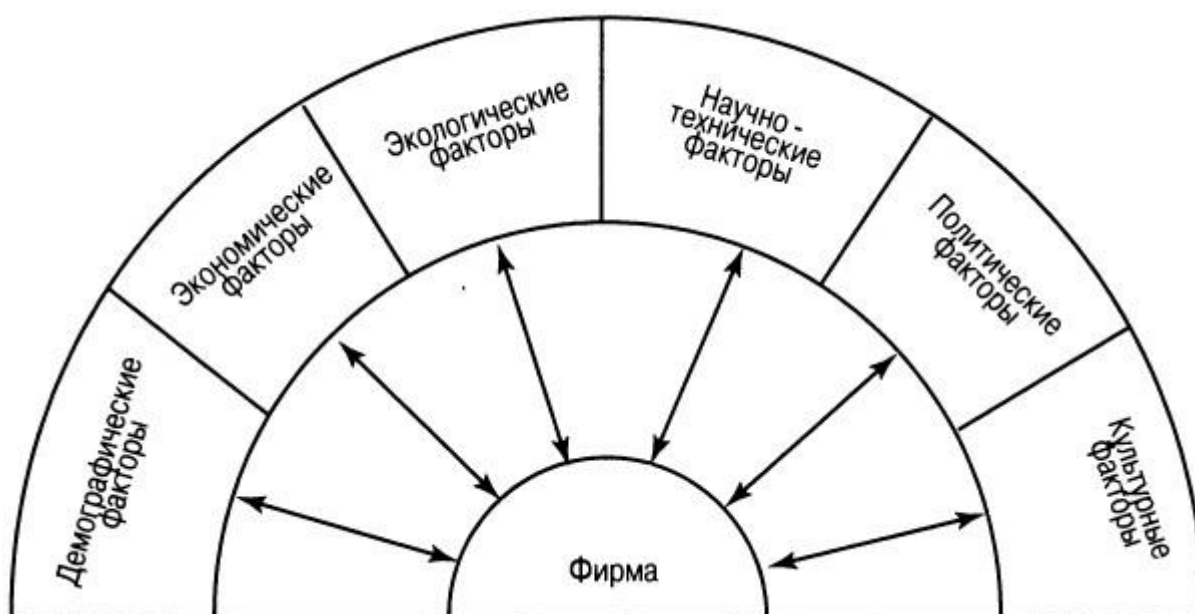 Демографические
факторы
Экономические
факторы
Экологические
факторы
Научно -
технические
факторы
Политические
факторы
Культурные
факторы
Фирма